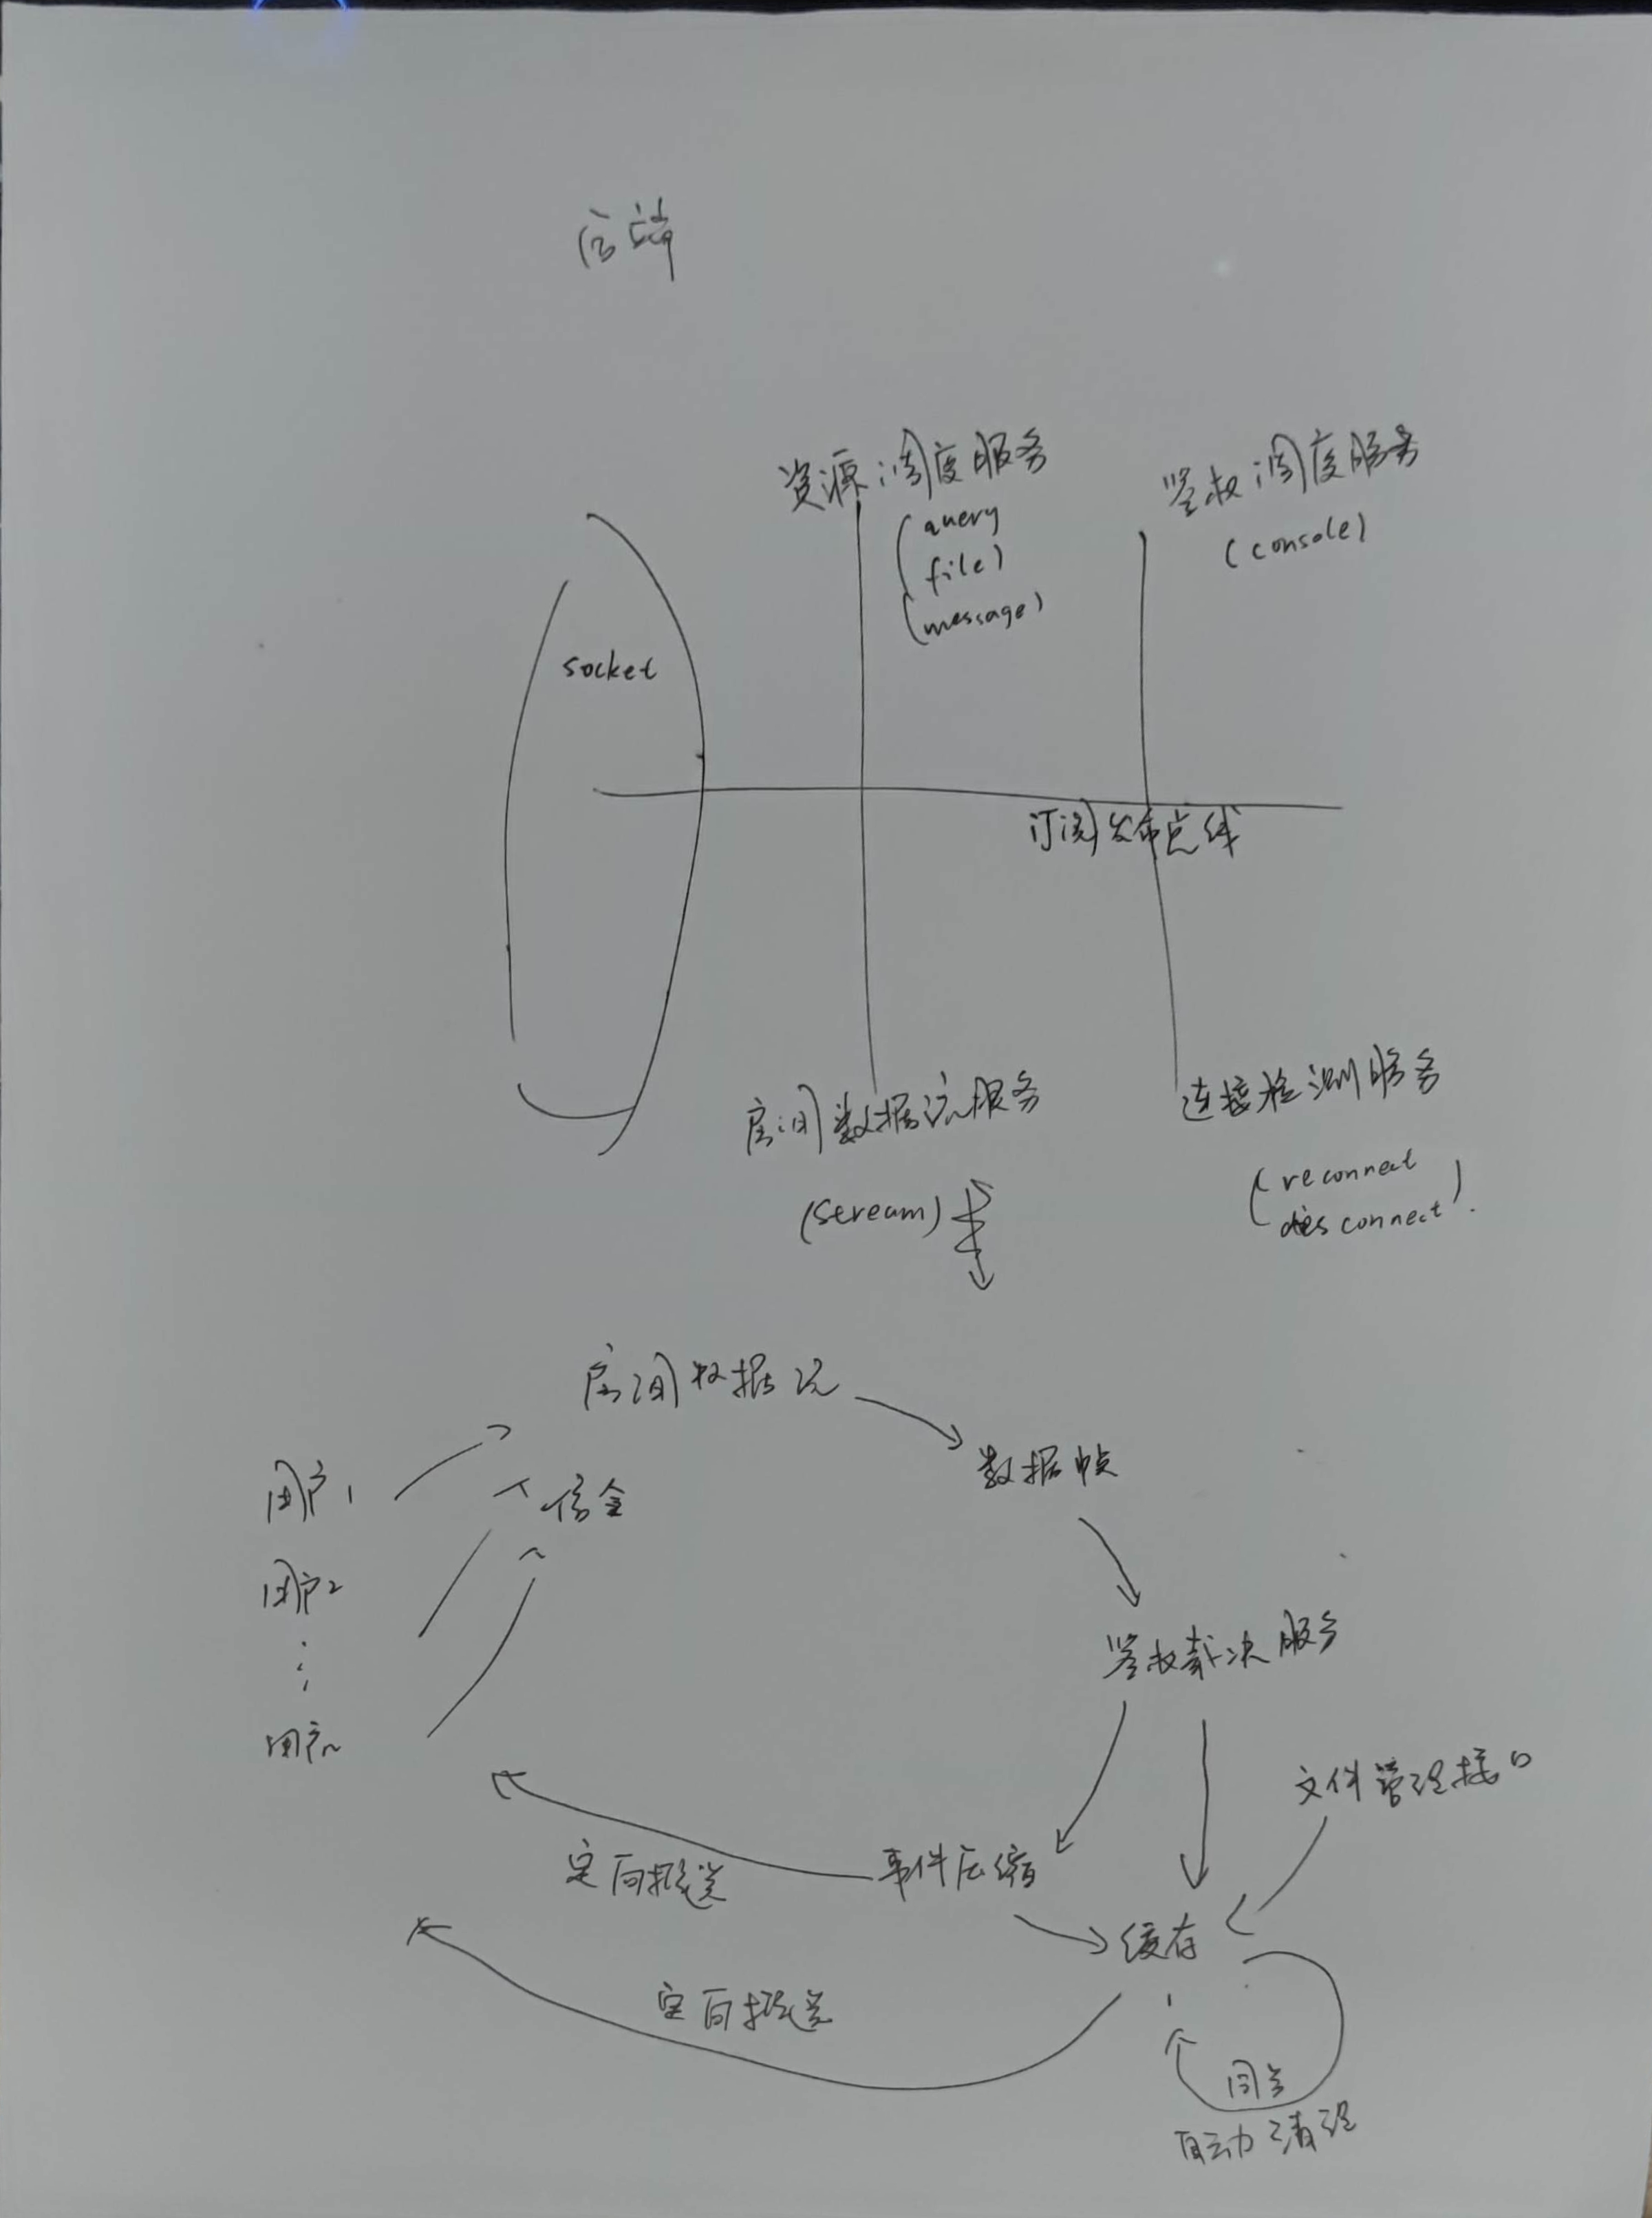 后端
资源调度服务
(query
file)
(message)
鉴权调度服务
(console)
socket
订阅发布总线
房间数据流服务
(stream)
连接检测服务
(reconnect
disconnect).
房间数据流
数据帧
用户1
信金
用户2
用户n
鉴权裁决服务
文件管理接口
事件压缩
定向推送
缓存
定向推送
自动清理